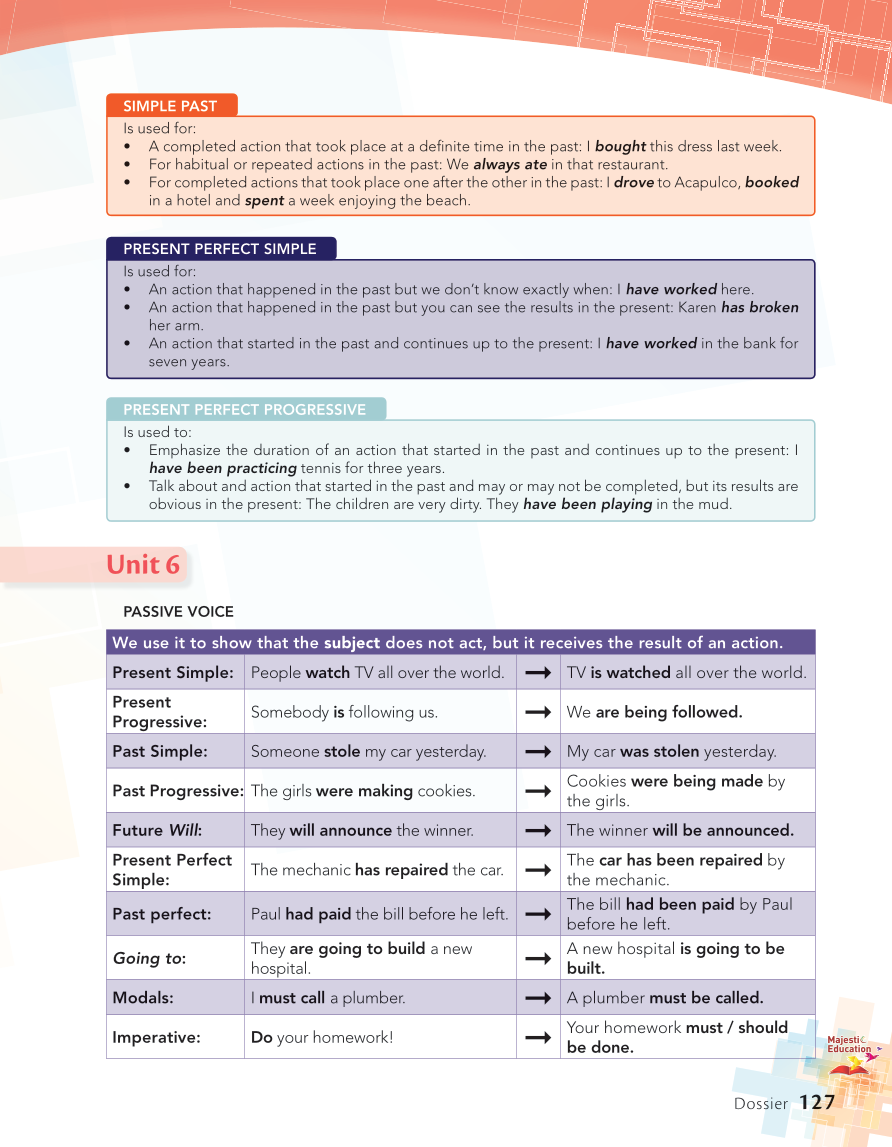 SIMPLE PAST
Is used for:
• A completed action that took place at a definite time in the past: I bought this dress last week.
• For habitual or repeated actions in the past: We always ate in that restaurant.
• For completed actions that took place one after the other in the past: I drove to Acapulco, booked
in a hotel and spent a week enjoying the beach.
PRESENT PERFECT SIMPLE
Is used for:
• An action that happened in the past but we don't know exactly when: I have worked here.
• An action that happened in the past but you can see the results in the present: Karen has broken
her arm.
• An action that started in the past and continues up to the present: I have worked in the bank for
seven years.
PRESENT PERFECT PROGRESSIVE
Is used to:
• Emphasize the duration of an action that started in the past and continues up to the present: I
have been practicing tennis for three years.
• Talk about and action that started in the past and may or may not be completed, but its results are
obvious in the present: The children are very dirty. They have been playing in the mud.
Unit 6
PASSIVE VOICE
We use it to show that the subject does not act, but it receives the result of an action.
Present Simple: People watch TV all over the world. → TV is watched all over the world.
Present
Progressive: Somebody is following us. → We are being followed.
Past Simple: Someone stole my car yesterday. → My car was stolen yesterday.
Past Progressive: The girls were making cookies. → Cookies were being made by
the girls.
Future Will: They will announce the winner. → The winner will be announced.
Present Perfect
Simple: The mechanic has repaired the car. → The car has been repaired by
the mechanic.
Past perfect: Paul had paid the bill before he left. → The bill had been paid by Paul
before he left.
Going to: They are going to build a new
hospital. → A new hospital is going to be
built.
Modals: I must call a plumber. → A plumber must be called.
Imperative: Do your homework! → Your homework must / should
be done.
Majestic
Education
Dossier 127